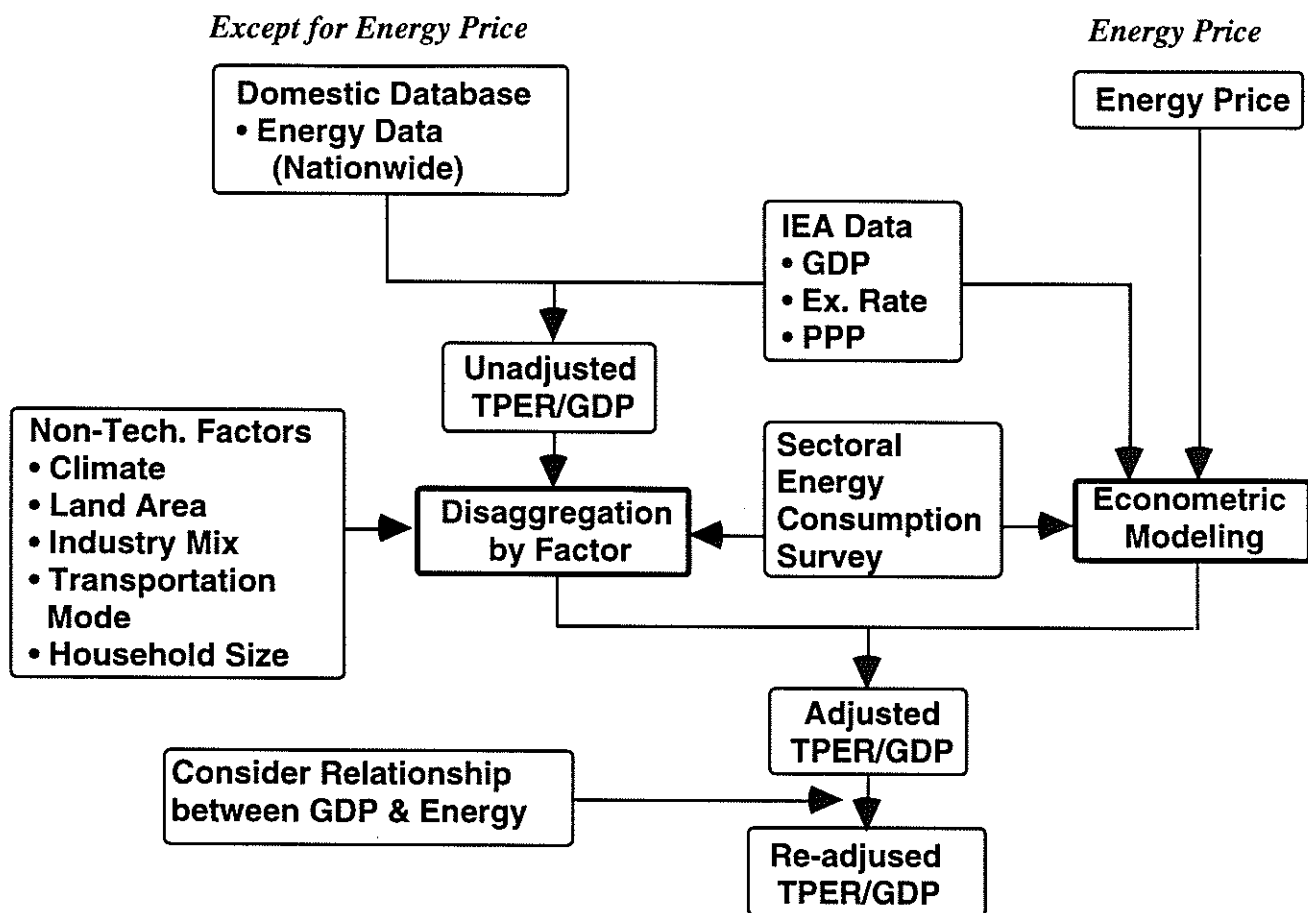 Except for Energy Price
Energy Price
Domestic Database
• Energy Data
(Nationwide)
Energy Price
IEA Data
• GDP
• Ex. Rate
• PPP
Unadjusted
TPER/GDP
Non-Tech. Factors
• Climate
• Land Area
• Industry Mix
• Transportation
Mode
• Household Size
Disaggregation
by Factor
Sectoral
Energy
Consumption
Survey
Econometric
Modeling
Adjusted
TPER/GDP
Consider Relationship
between GDP & Energy
Re-adjused
TPER/GDP